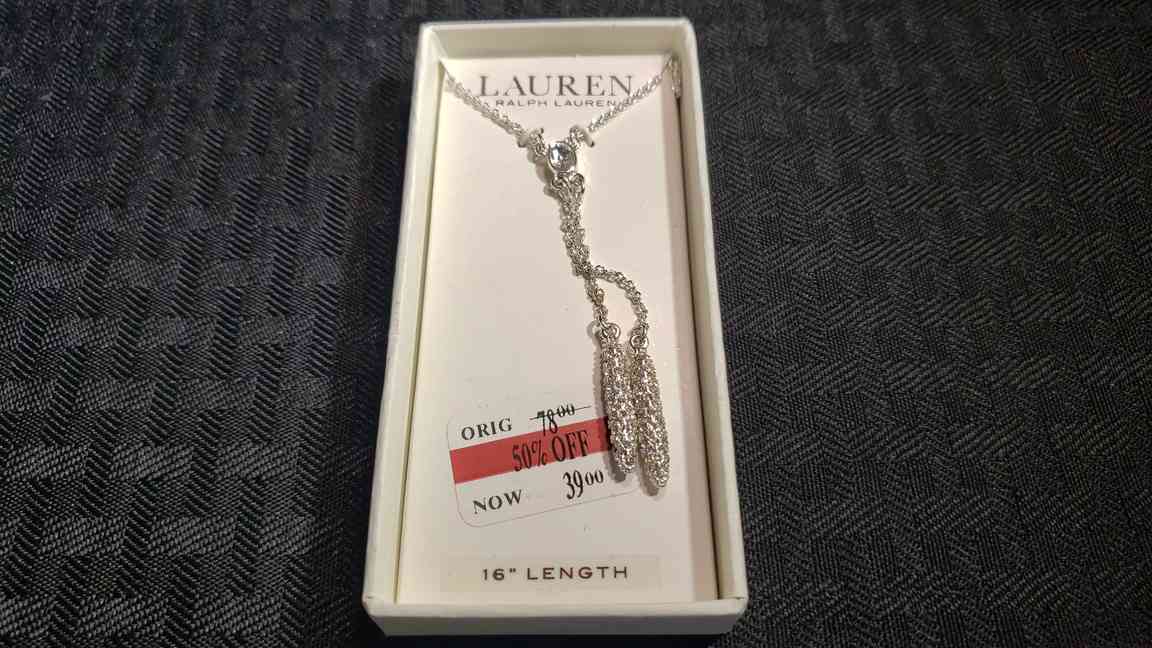 LAUREN
RALPH LAUREN
ORIG 78 00
50% OFF
NOW 39 00
16" LENGTH